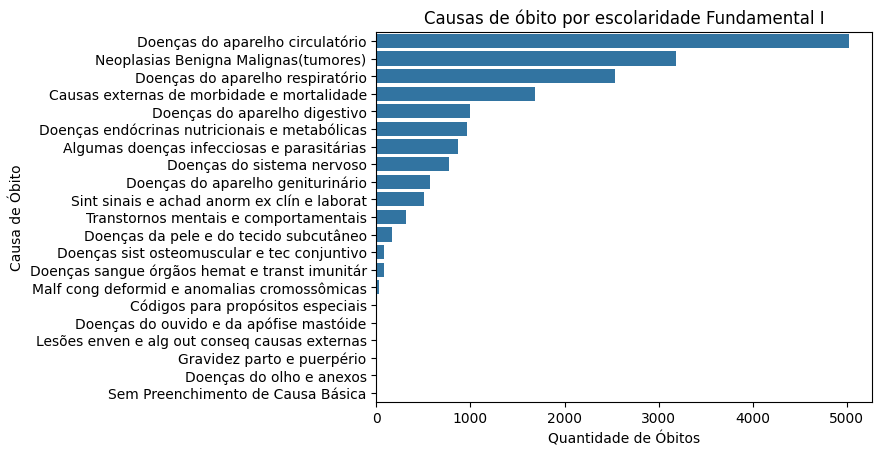 Causas de óbito por escolaridade Fundamental I
Causa de Óbito
Doenças do aparelho circulatório
Neoplasias Benigna Malignas(tumores)
Doenças do aparelho respiratório
Causas externas de morbidade e mortalidade
Doenças do aparelho digestivo
Doenças endócrinas nutricionais e metabólicas
Algumas doenças infecciosas e parasitárias
Doenças do sistema nervoso
Doenças do aparelho geniturinário
Sint sinais e achad anorm ex clín e laborat
Transtornos mentais e comportamentais
Doenças da pele e do tecido subcutâneo
Doenças sist osteomuscular e tec conjuntivo
Doenças sangue órgãos hemat e transt imunitár
Malf cong deformid e anomalias cromossômicas
Códigos para propósitos especiais
Doenças do ouvido e da apófise mastóide
Lesões enven e alg out conseq causas externas
Gravidez parto e puerpério
Doenças do olho e anexos
Sem Preenchimento de Causa Básica
0 1000 2000 3000 4000 5000
Quantidade de Óbitos